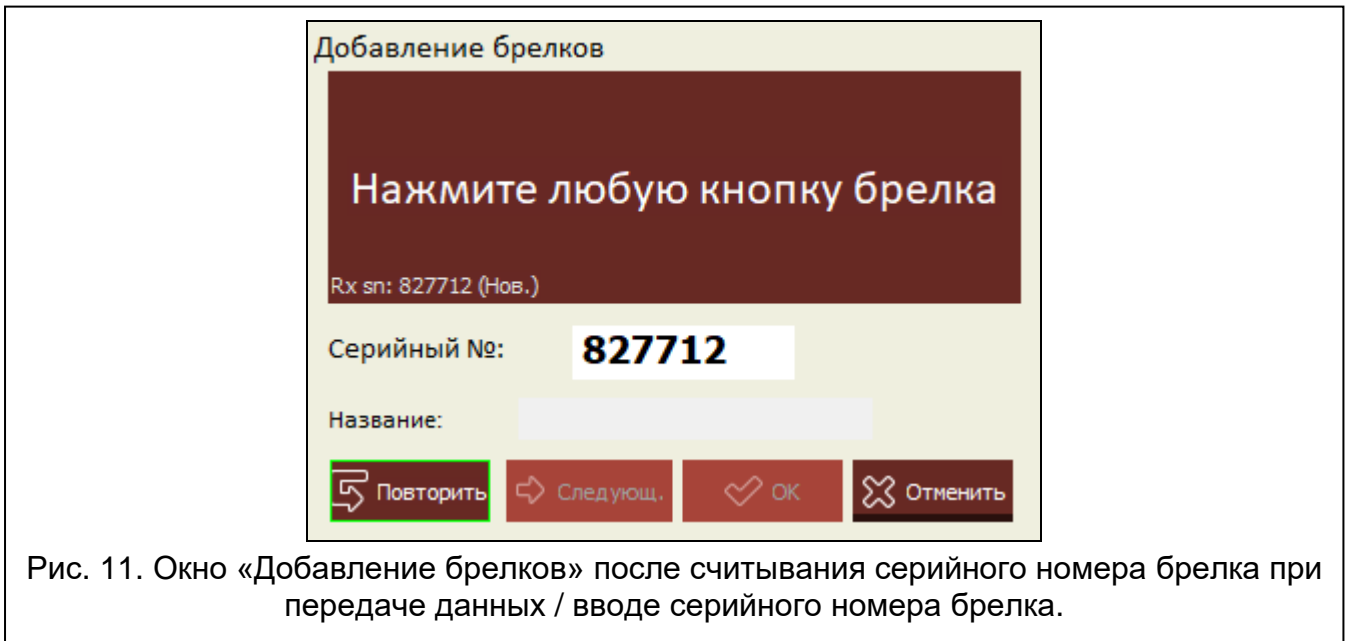 Добавление брелков
Нажмите любую кнопку брелка
Rx sn: 827712 (Нов.)
Серийный №: 827712
Название:
Повторить Следующ. ОК Отменить
Рис. 11. Окно «Добавление брелков» после считывания серийного номера брелка при
передаче данных / вводе серийного номера брелка.